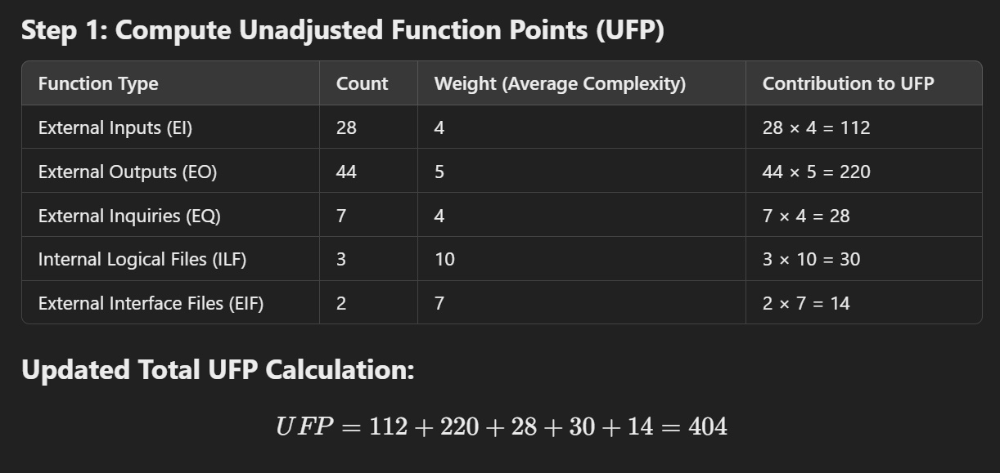 Step 1: Compute Unadjusted Function Points (UFP)
Function Type Count Weight (Average Complexity) Contribution to UFP
External Inputs (EI) 28 4 28 × 4 = 112
External Outputs (EO) 44 5 44 × 5 = 220
External Inquiries (EQ) 7 4 7 × 4 = 28
Internal Logical Files (ILF) 3 10 3 × 10 = 30
External Interface Files (EIF) 2 7 2 × 7 = 14
Updated Total UFP Calculation:
UFP = 112 + 220 + 28 + 30 + 14 = 404